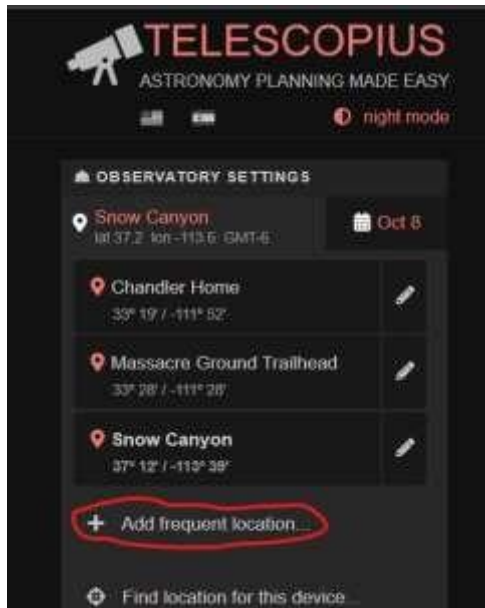 TELESCOPIUS
ASTRONOMY PLANNING MADE EASY
night mode
OBSERVATORY SETTINGS
Snow Canyon
lat 37.2 lon -113.6 GMT-6
Oct 8
Chandler Home
33° 19' / -111° 52'
Massacre Ground Trailhead
33° 28' / -111° 28'
Snow Canyon
37° 12' / -113° 39'
+ Add frequent location...
Find location for this device...